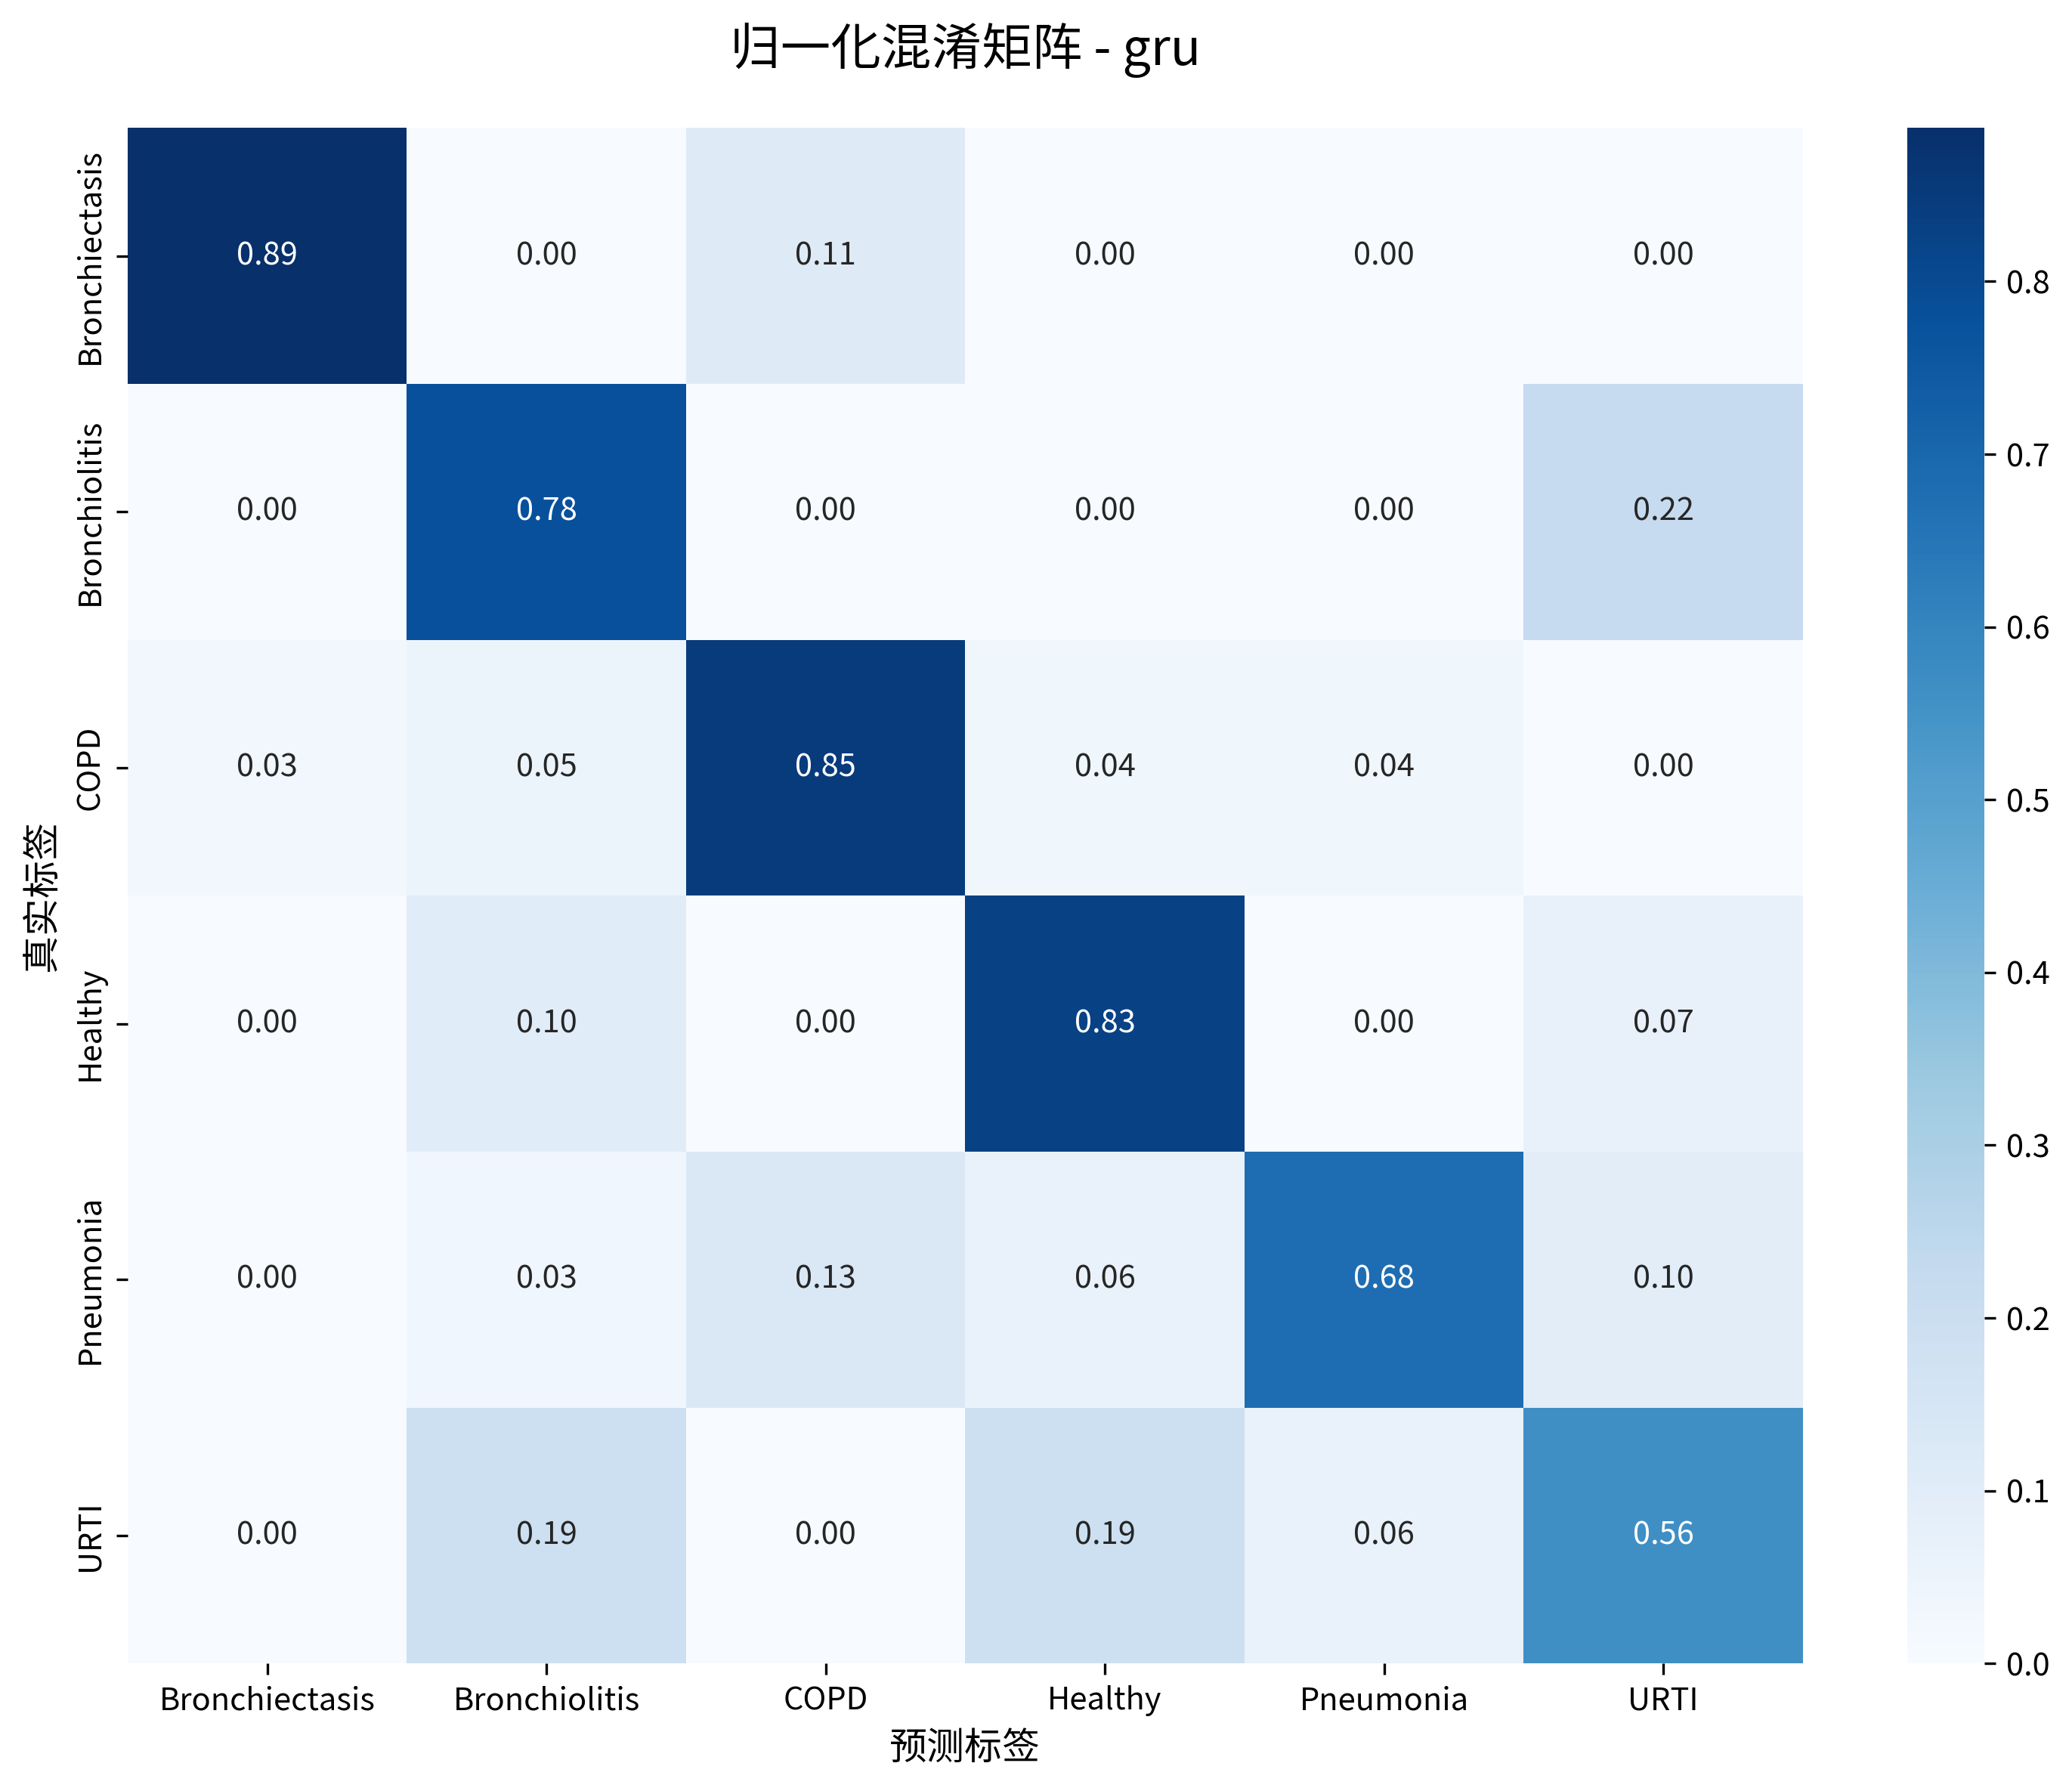 归一化混淆矩阵 - gru
真实标签
Bronchiectasis 0.89 0.00 0.11 0.00 0.00 0.00
Bronchiolitis 0.00 0.78 0.00 0.00 0.00 0.22
COPD 0.03 0.05 0.85 0.04 0.04 0.00
Healthy 0.00 0.10 0.00 0.83 0.00 0.07
Pneumonia 0.00 0.03 0.13 0.06 0.68 0.10
URTI 0.00 0.19 0.00 0.19 0.06 0.56
Bronchiectasis Bronchiolitis COPD Healthy Pneumonia URTI
预测标签
0.8
0.7
0.6
0.5
0.4
0.3
0.2
0.1
0.0